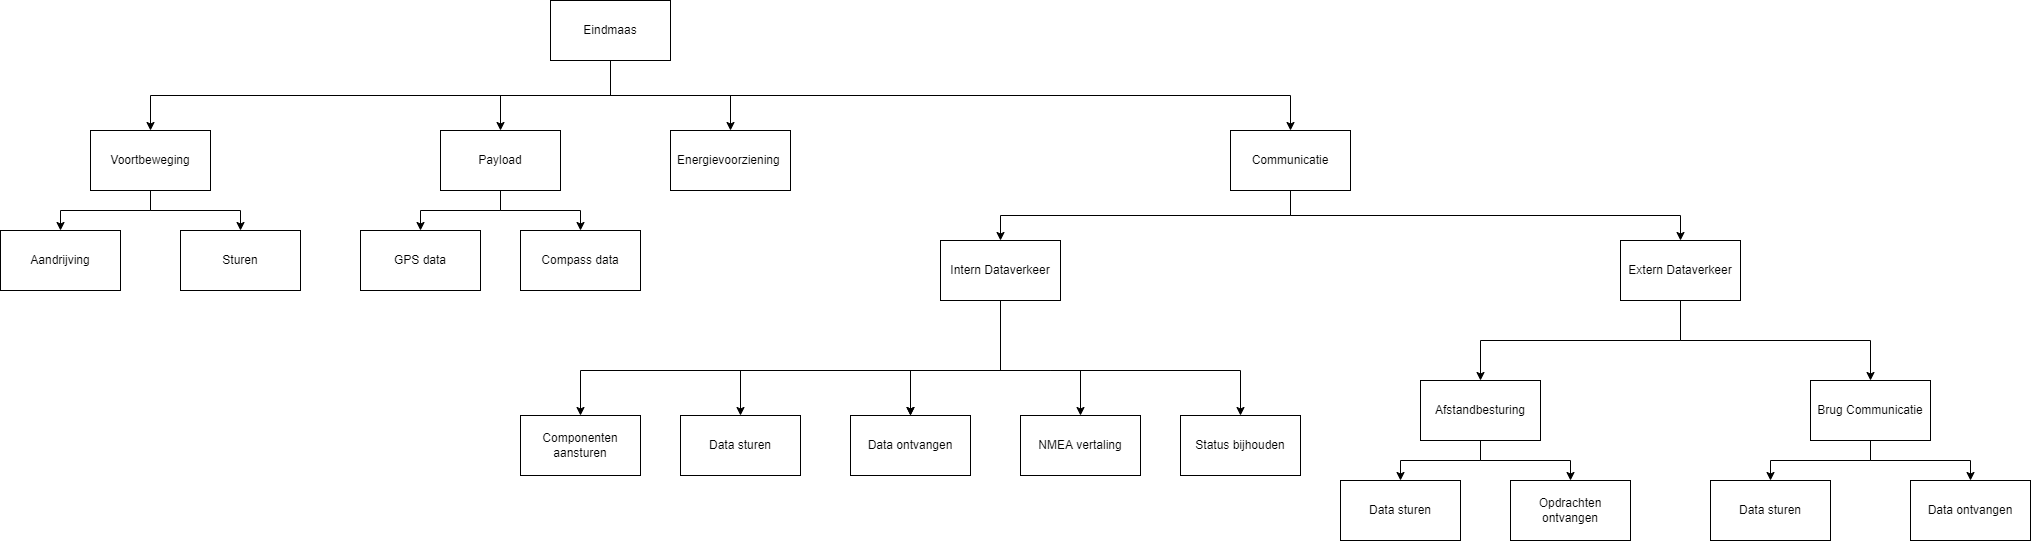 Eindmaas
Voortbeweging
Payload
Energievoorziening
Communicatie
Aandrijving
Sturen
GPS data
Compass data
Intern Dataverkeer
Extern Dataverkeer
Componenten
aansturen
Data sturen
Data ontvangen
NMEA vertaling
Status bijhouden
Afstandbesturing
Brug Communicatie
Data sturen
Opdrachten
ontvangen
Data sturen
Data ontvangen